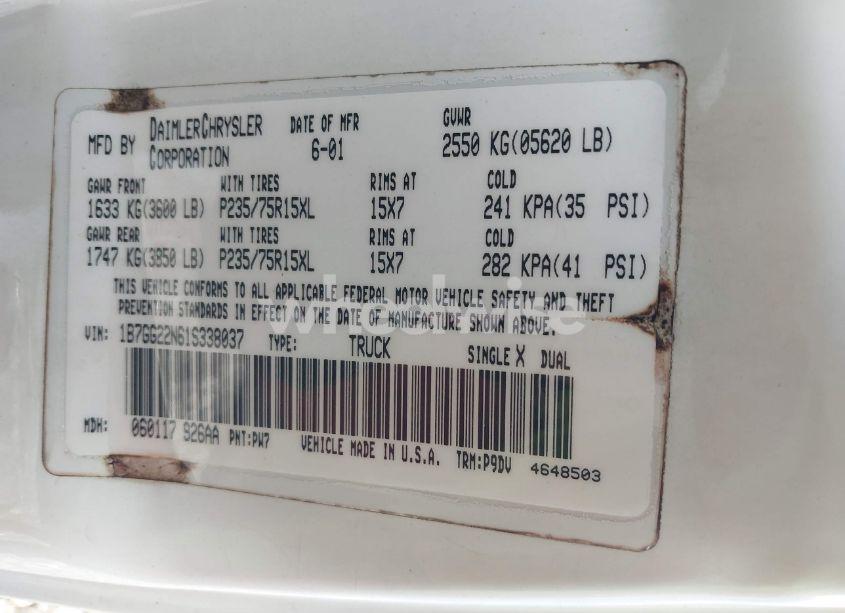 MFD BY DAIMLERCHRYSLER CORPORATION DATE OF MFR 6-01 GVWR 2550 KG(05620 LB)
GAWR FRONT WITH TIRES RIMS AT COLD
1633 KG(3600 LB) P235/75R15XL 15X7 241 KPA(35 PSI)
GAWR REAR WITH TIRES RIMS AT COLD
1747 KG(3850 LB) P235/75R15XL 15X7 282 KPA(41 PSI)
THIS VEHICLE CONFORMS TO ALL APPLICABLE FEDERAL MOTOR VEHICLE SAFETY AND THEFT
PREVENTION STANDARDS IN EFFECT ON THE DATE OF MANUFACTURE SHOWN ABOVE.
VIN: 1B7GG22N61S338037 TYPE: TRUCK SINGLE X DUAL
MDH: 060117 926AA PNT:PW7 VEHICLE MADE IN U.S.A. TRM:P9DV 4648503